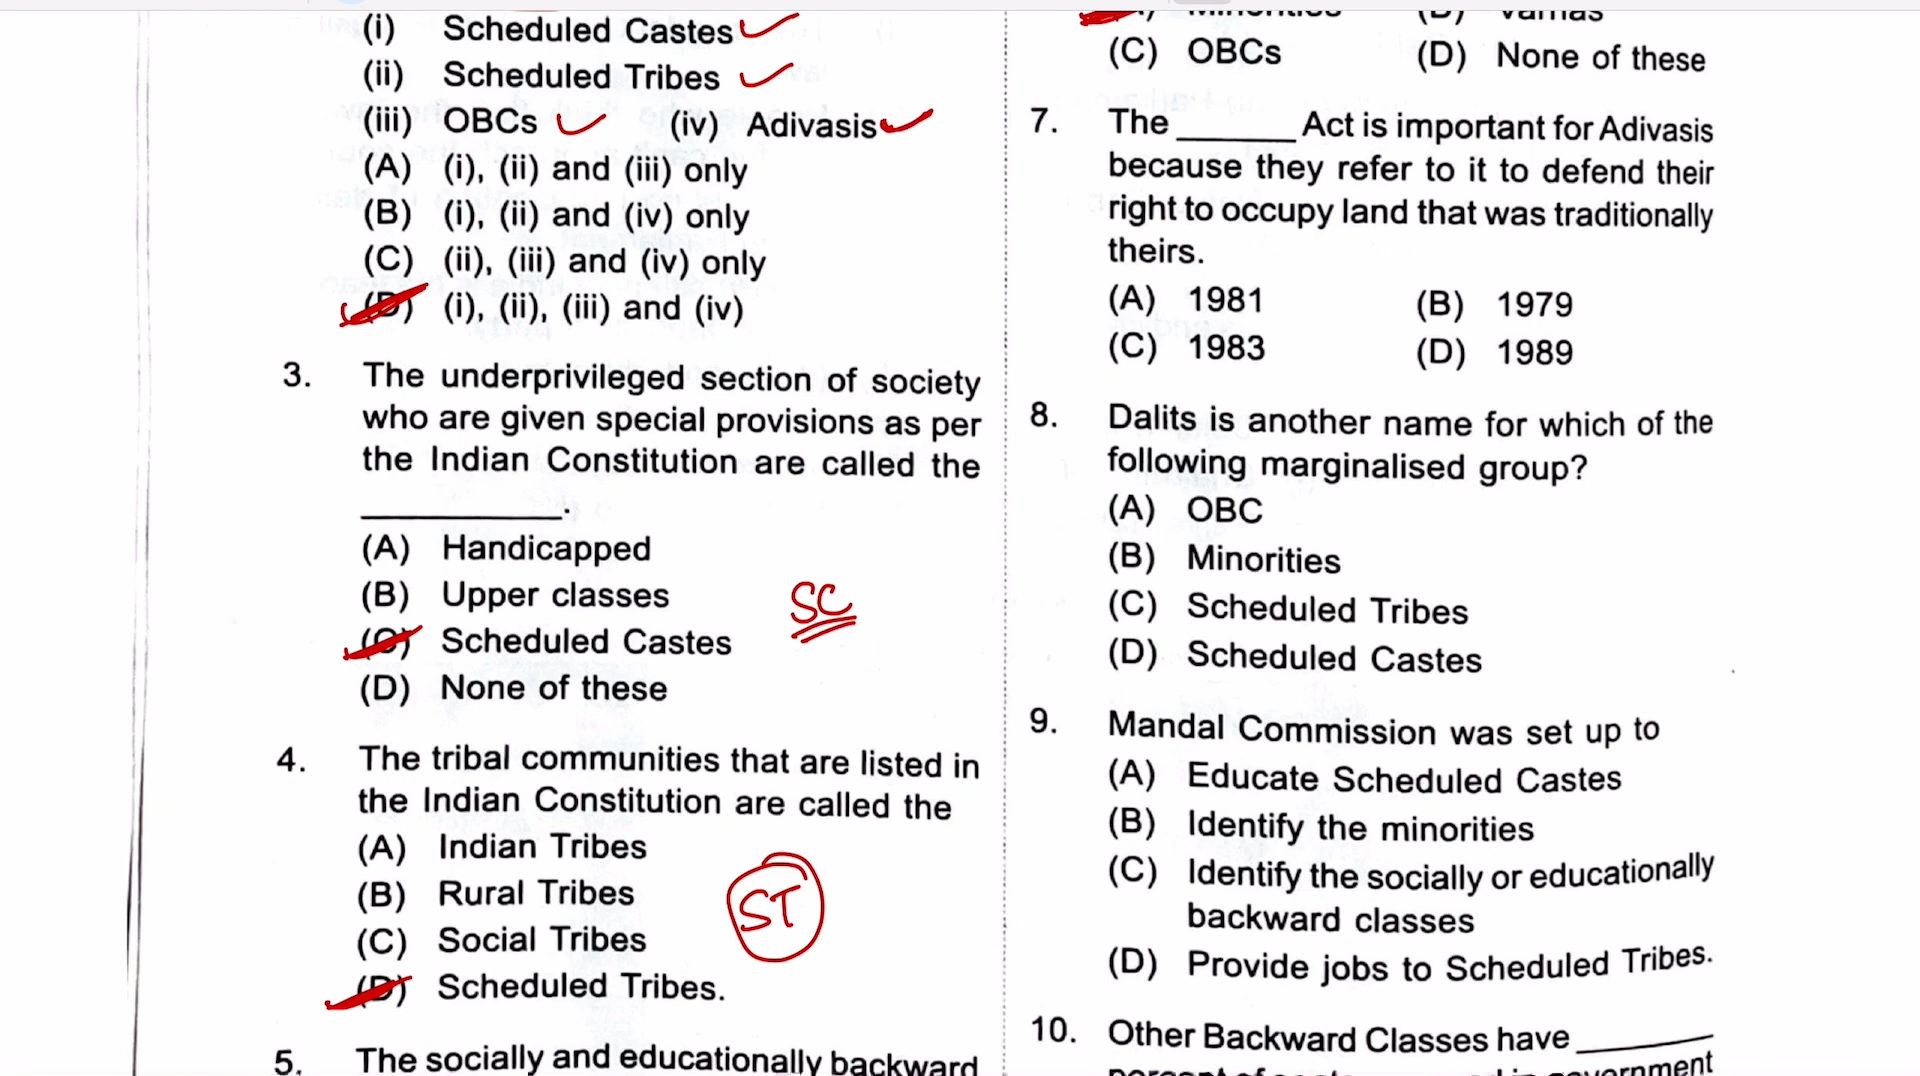 (i) Scheduled Castes
(ii) Scheduled Tribes
(iii) OBCs (iv) Adivasis
(A) (i), (ii) and (iii) only
(B) (i), (ii) and (iv) only
(C) (ii), (iii) and (iv) only
(D) (i), (ii), (iii) and (iv)
3. The underprivileged section of society
who are given special provisions as per
the Indian Constitution are called the
____________.
(A) Handicapped
(B) Upper classes
SC
(C) Scheduled Castes
(D) None of these
4. The tribal communities that are listed in
the Indian Constitution are called the
(A) Indian Tribes
(B) Rural Tribes
ST
(C) Social Tribes
(D) Scheduled Tribes.
5. The socially and educationally backward
(C) OBCs (D) None of these
7. The _______ Act is important for Adivasis
because they refer to it to defend their
right to occupy land that was traditionally
theirs.
(A) 1981 (B) 1979
(C) 1983 (D) 1989
8. Dalits is another name for which of the
following marginalised group?
(A) OBC
(B) Minorities
(C) Scheduled Tribes
(D) Scheduled Castes
9. Mandal Commission was set up to
(A) Educate Scheduled Castes
(B) Identify the minorities
(C) Identify the socially or educationally
backward classes
(D) Provide jobs to Scheduled Tribes.
10. Other Backward Classes have ________